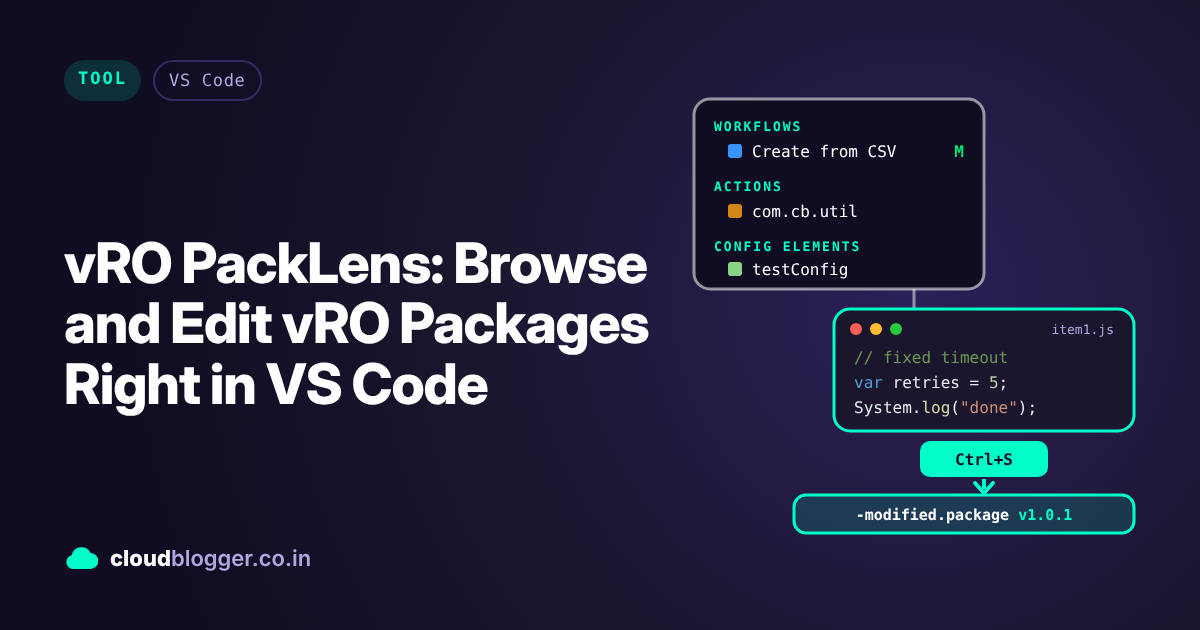 TOOL
VS Code
vRO PackLens: Browse
and Edit vRO Packages
Right in VS Code
cloudblogger.co.in
WORKFLOWS
Create from CSV M
ACTIONS
com.cb.util
CONFIG ELEMENTS
testConfig
item1.js
// fixed timeout
var retries = 5;
System.log("done");
Ctrl+S
-modified.package v1.0.1